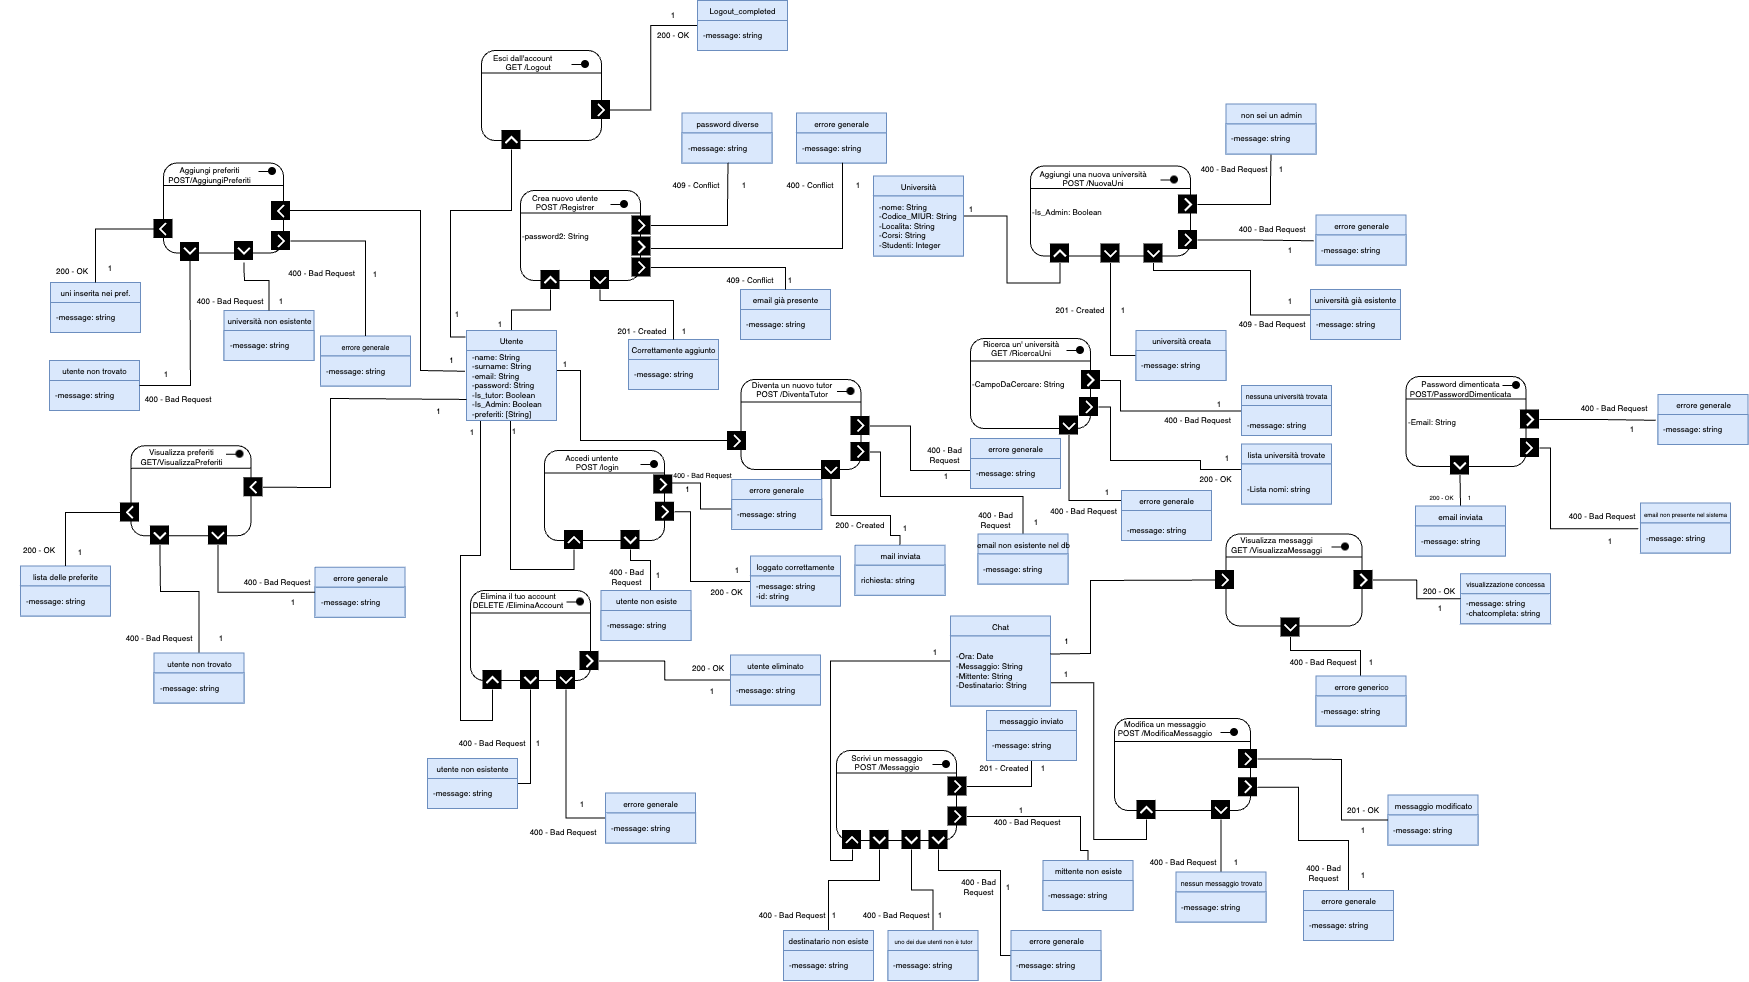 Logout_completed
-message: string
1
200 - OK
Esci dall'account
GET /Logout
password diverse
-message: string
409 - Conflict
1
errore generale
-message: string
400 - Conflict
1
Crea nuovo utente
POST /Registrer
-password2: String
409 - Conflict
1
email già presente
-message: string
201 - Created
1
Correttamente aggiunto
-message: string
Aggiungi preferiti
POST/AggiungiPreferiti
200 - OK
1
uni inserita nei pref.
-message: string
400 - Bad Request
1
università non esistente
-message: string
400 - Bad Request
1
errore generale
-message: string
utente non trovato
-message: string
1
400 - Bad Request
Utente
-name: String
-surname: String
-email: String
-password: String
-Is_tutor: Boolean
-Is_Admin: Boolean
-preferiti: [String]
1
1
1
1
1
1
1
Università
-nome: String
-Codice_MIUR: String
-Localita: String
-Corsi: String
-Studenti: Integer
1
Aggiungi una nuova università
POST /NuovaUni
-Is_Admin: Boolean
non sei un admin
-message: string
400 - Bad Request
1
400 - Bad Request
1
errore generale
-message: string
1
409 - Bad Request
università già esistente
-message: string
201 - Created
1
università creata
-message: string
Ricerca un' università
GET /RicercaUni
-CampoDaCercare: String
1
400 - Bad Request
nessuna università trovata
-message: string
1
200 - OK
lista università trovate
-Lista nomi: string
1
400 - Bad Request
errore generale
-message: string
Password dimenticata
POST/PasswordDimenticata
-Email: String
400 - Bad Request
1
errore generale
-message: string
400 - Bad Request
1
email non presente nel sistema
-message: string
200 - OK
1
email inviata
-message: string
Diventa un nuovo tutor
POST /DiventaTutor
400 - Bad
Request
1
errore generale
-message: string
400 - Bad
Request
1
email non esistente nel db
-message: string
200 - Created
1
mail inviata
richiesta: string
Visualizza preferiti
GET/VisualizzaPreferiti
200 - OK
1
lista delle preferite
-message: string
400 - Bad Request
1
errore generale
-message: string
400 - Bad Request
1
utente non trovato
-message: string
Accedi untente
POST /login
400 - Bad Request
1
errore generale
-message: string
1
200 - OK
loggato correttamente
-message: string
-id: string
400 - Bad
Request
1
utente non esiste
-message: string
Elimina il tuo account
DELETE /EliminaAccount
200 - OK
1
utente eliminato
-message: string
400 - Bad Request
1
utente non esistente
-message: string
1
400 - Bad Request
errore generale
-message: string
Visualizza messaggi
GET /VisualizzaMessaggi
200 - OK
1
visualizzazione concessa
-message: string
-chatcompleta: string
400 - Bad Request
1
errore generico
-message: string
Chat
-Ora: Date
-Messaggio: String
-Mittente: String
-Destinatario: String
1
1
1
Scrivi un messaggio
POST /Messaggio
messaggio inviato
-message: string
201 - Created
1
1
400 - Bad Request
mittente non esiste
-message: string
400 - Bad
Request
1
errore generale
-message: string
400 - Bad Request
1
uno dei due utenti non è tutor
-message: string
400 - Bad Request
1
destinatario non esiste
-message: string
Modifica un messaggio
POST /ModificaMessaggio
201 - OK
1
messaggio modificato
-message: string
400 - Bad Request
1
nessun messaggio trovato
-message: string
400 - Bad
Request
1
errore generale
-message: string